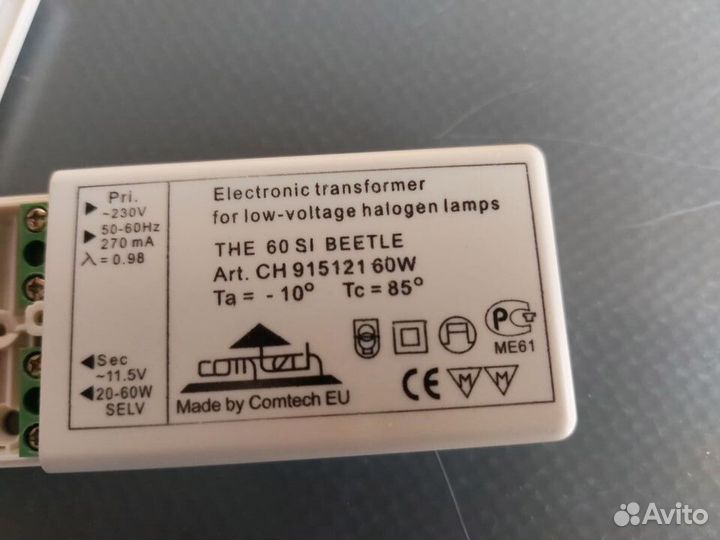 Pri.
~230V
50-60Hz
270 mA
λ = 0.98
Sec
~11.5V
20-60W
SELV
Electronic transformer
for low-voltage halogen lamps
THE 60 SI BEETLE
Art. CH 915121 60W
Ta = - 10° Tc = 85°
comtech
Made by Comtech EU
PC
ME61
CE M M
Avito